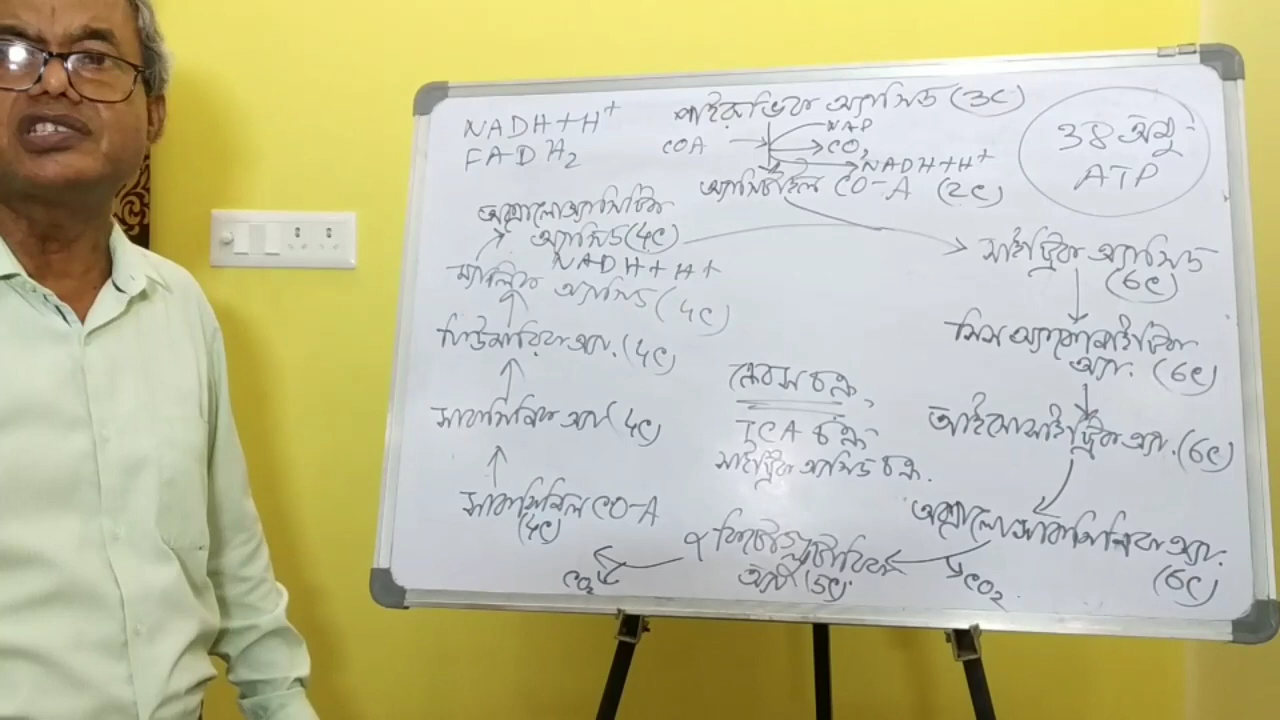 NADH+H⁺
FADH₂
পাইরুভিক অ্যাসিড (3C)
COA
NAD
CO₂
NADH+H⁺
অ্যাসিটাইল CO-A (2C)
38 অনু
ATP
অক্সালোঅ্যাসিটিক
অ্যাসিড (4C)
NADH+H⁺
ম্যালিক অ্যাসিড (4C)
ফিউমারিক অ্যা. (4C)
সাকসিনিক অ্যা (4C)
সাকসিনিল CO-A
(4C)
সাইট্রিক অ্যাসিড
(6C)
সিস অ্যাকোনাইটিক
অ্যা. (6C)
আইসোসাইট্রিক অ্যা. (6C)
অক্সালোসাকসিনিক অ্যা.
(6C)
ক্রেবস চক্র,
TCA চক্র
সাইট্রিক অ্যাসিড চক্র.
α কিটোগ্লুটারিক
অ্যা (5C)
CO₂
CO₂